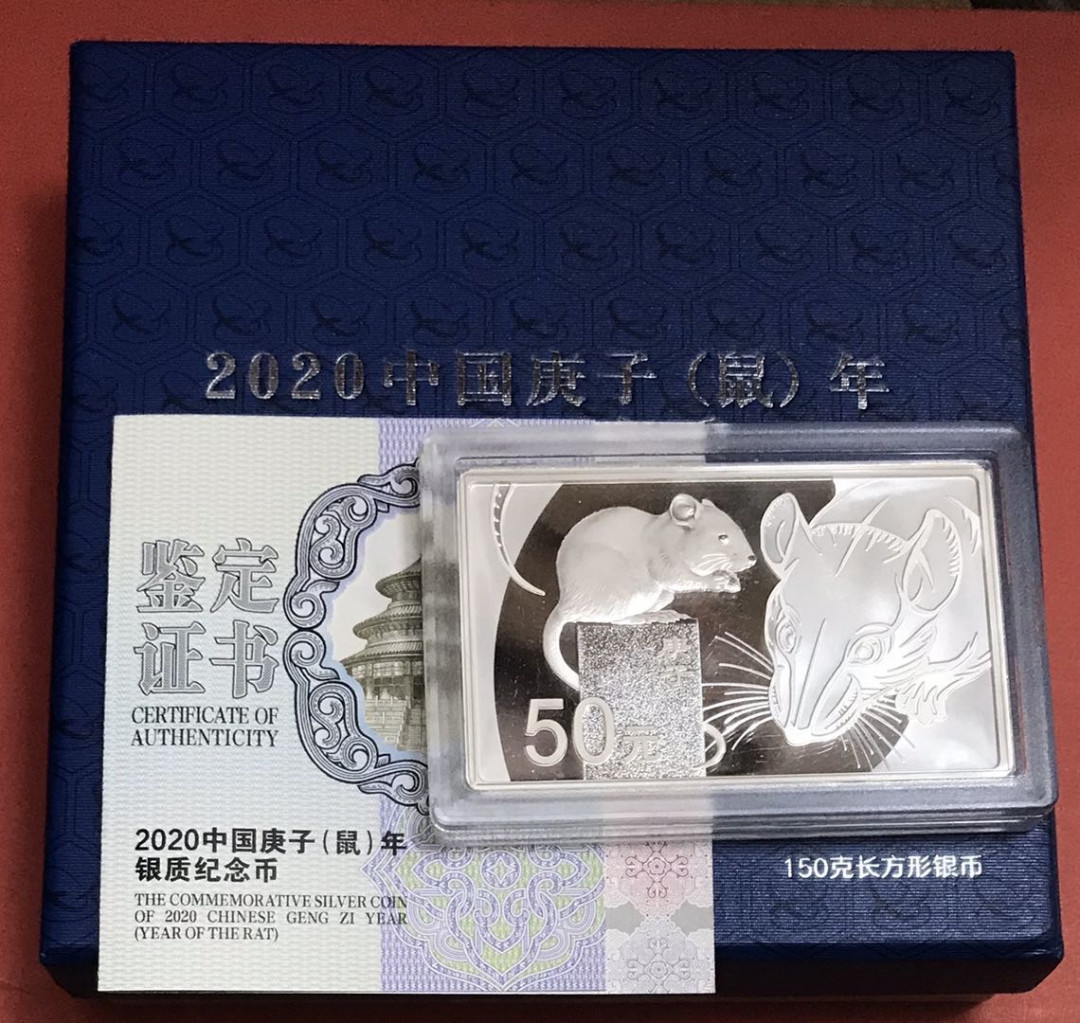 2020中国庚子（鼠）年
鉴定
证书
CERTIFICATE OF
AUTHENTICITY
2020中国庚子（鼠）年
银质纪念币
THE COMMEMORATIVE SILVER COIN
OF 2020 CHINESE GENG ZI YEAR
(YEAR OF THE RAT)
庚子
50元
150克长方形银币